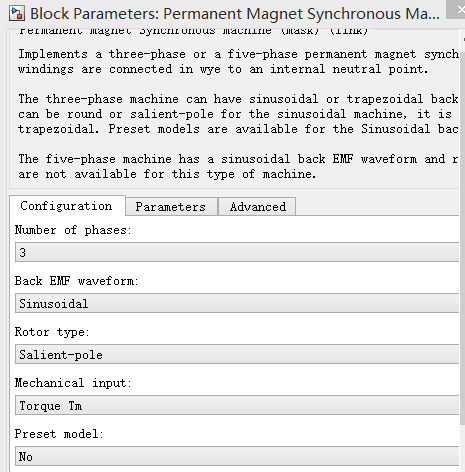 Block Parameters: Permanent Magnet Synchronous Ma...
Permanent Magnet Synchronous Machine (mask) (link)
Implements a three-phase or a five-phase permanent magnet synch
windings are connected in wye to an internal neutral point.
The three-phase machine can have sinusoidal or trapezoidal back
can be round or salient-pole for the sinusoidal machine, it is
trapezoidal. Preset models are available for the Sinusoidal bac
The five-phase machine has a sinusoidal back EMF waveform and r
are not available for this type of machine.
Configuration Parameters Advanced
Number of phases:
3
Back EMF waveform:
Sinusoidal
Rotor type:
Salient-pole
Mechanical input:
Torque Tm
Preset model:
No